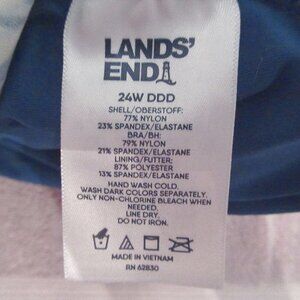 LANDS'
END
24W DDD
SHELL/OBERSTOFF:
77% NYLON
23% SPANDEX/ELASTANE
BRA/BH:
79% NYLON
21% SPANDEX/ELASTANE
LINING/FUTTER:
87% POLYESTER
13% SPANDEX/ELASTANE
HAND WASH COLD.
WASH DARK COLORS SEPARATELY.
ONLY NON-CHLORINE BLEACH WHEN
NEEDED.
LINE DRY.
DO NOT IRON.
MADE IN VIETNAM
RN 62830